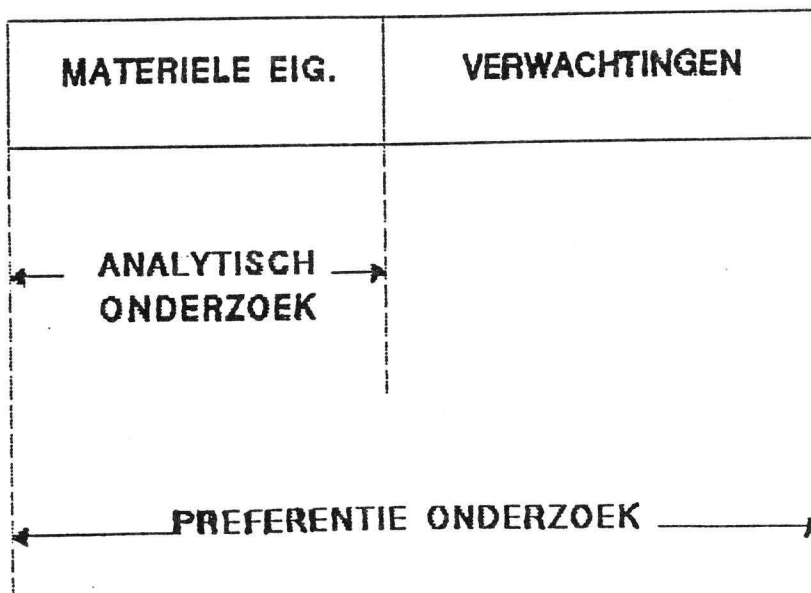 MATERIELE EIG.
VERWACHTINGEN
ANALYTISCH
ONDERZOEK
PREFERENTIE ONDERZOEK